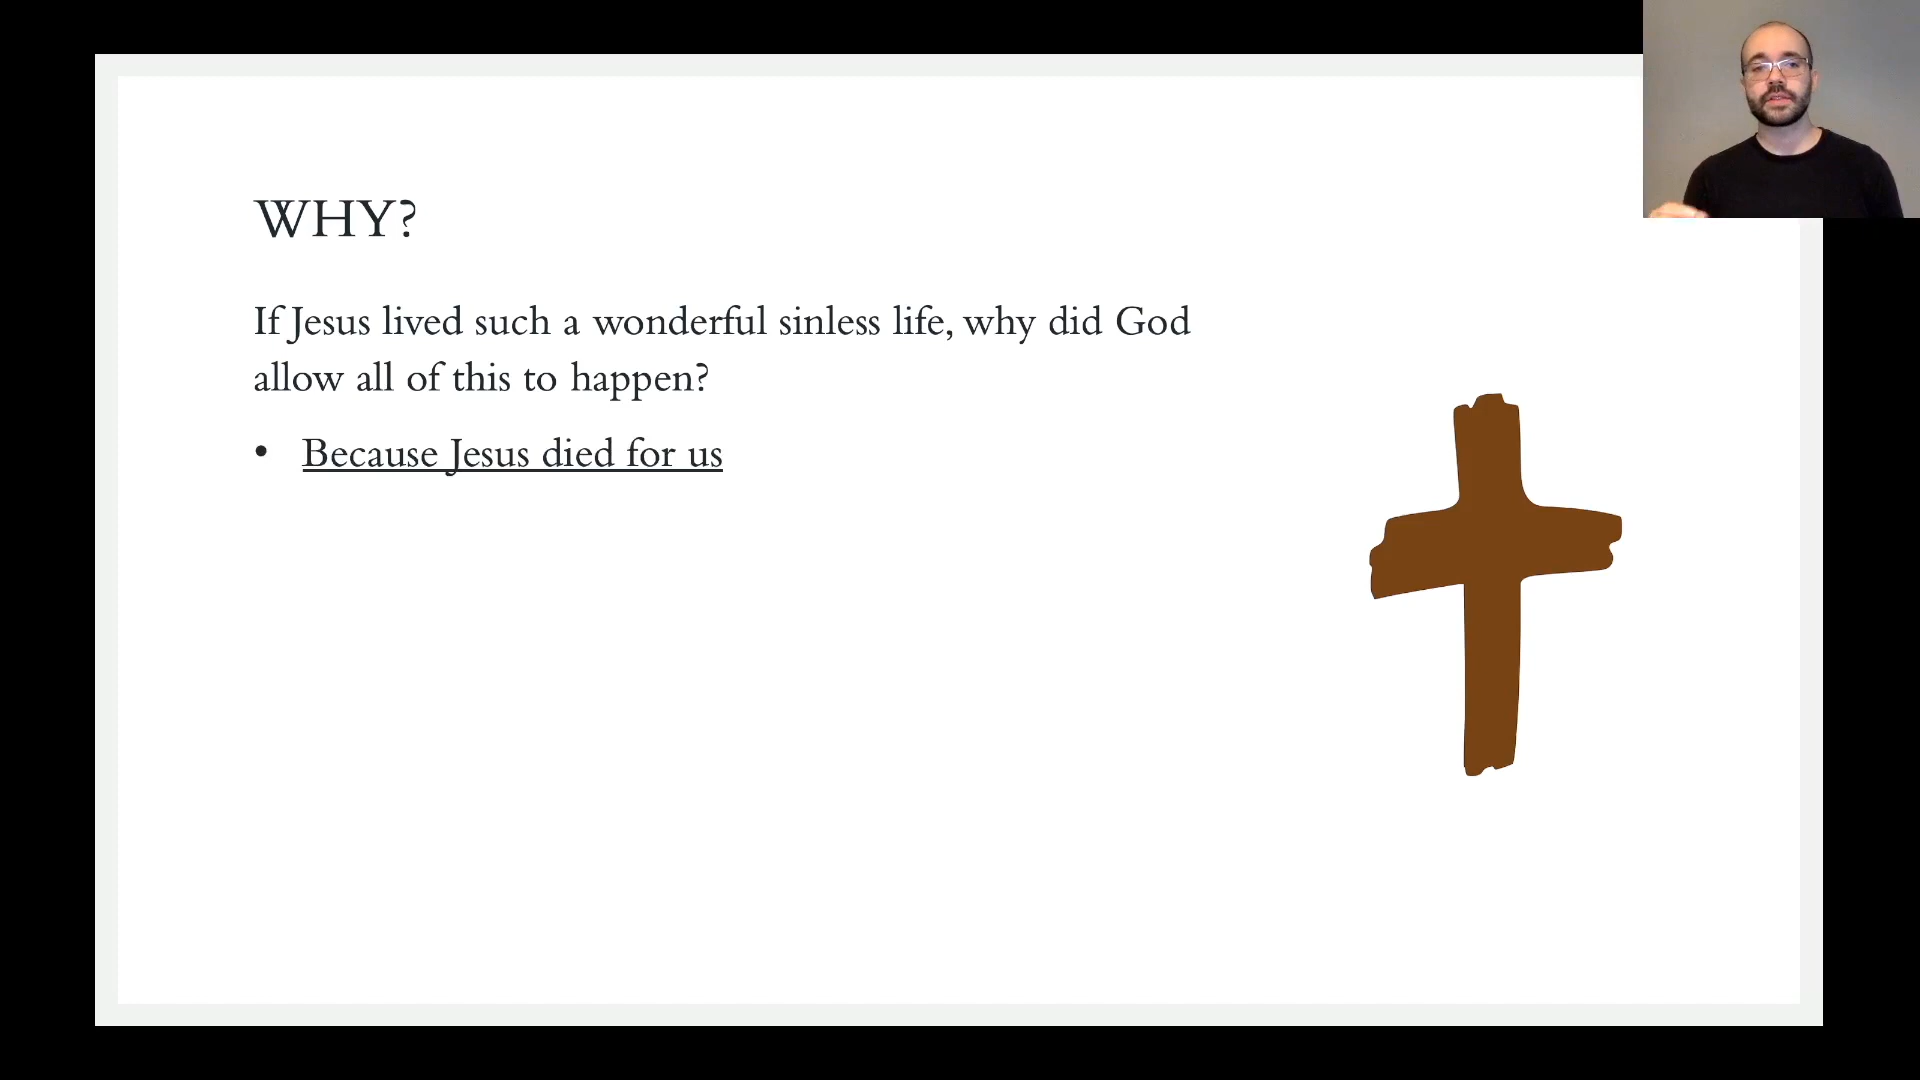 WHY?
If Jesus lived such a wonderful sinless life, why did God
allow all of this to happen?
• Because Jesus died for us